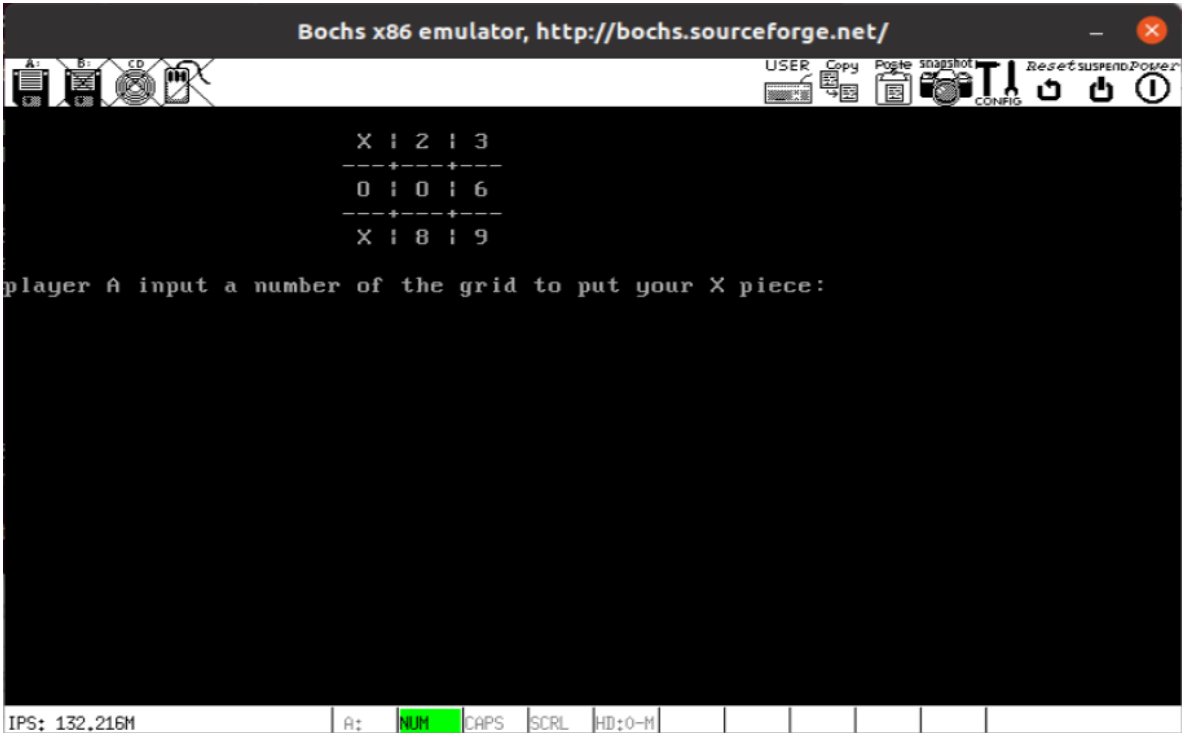 Bochs x86 emulator, http://bochs.sourceforge.net/
A: B: CD USER Copy Paste snapshot CONFIG Reset SUSPEND Power
X ¦ 2 ¦ 3
---+---+---
O ¦ O ¦ 6
---+---+---
X ¦ 8 ¦ 9
player A input a number of the grid to put your X piece:
IPS: 132.216M A: NUM CAPS SCRL HD:0-M